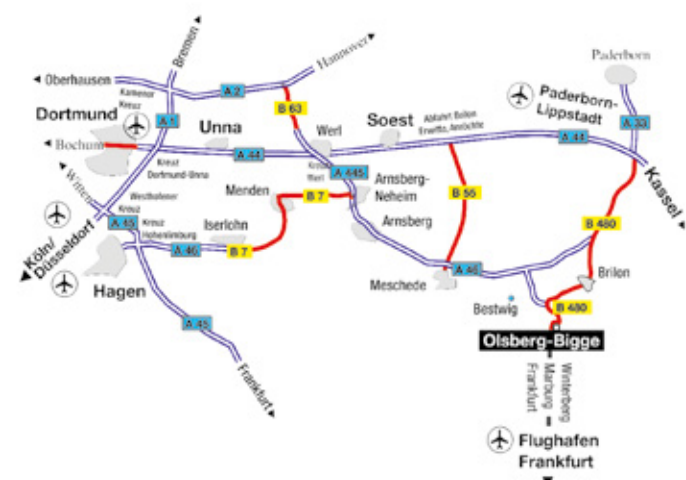 Bremen
Hannover
Oberhausen
A 2
Kamener
Kreuz
Dortmund
A 1
B 63
Paderborn
Paderborn-
Lippstadt
A 33
Bochum
Unna
Werl
Soest
Abfahrt Belen
Erwitte, Anröchte
A 44
A 44
Kreuz
Dortmund-Unna
Kreuz
Werl
A 445
Kassel
Witten
Westhofener
Kreuz
Menden
B 7
Arnsberg-
Neheim
B 55
A 45
Kreuz
Hohenlimburg
Iserlohn
Arnsberg
B 480
Köln/
Düsseldorf
A 46
B 7
Hagen
Meschede
A 46
Brilon
Bestwig
B 480
A 45
Olsberg-Bigge
Frankfurt
Winterberg
Marburg
Frankfurt
Flughafen
Frankfurt